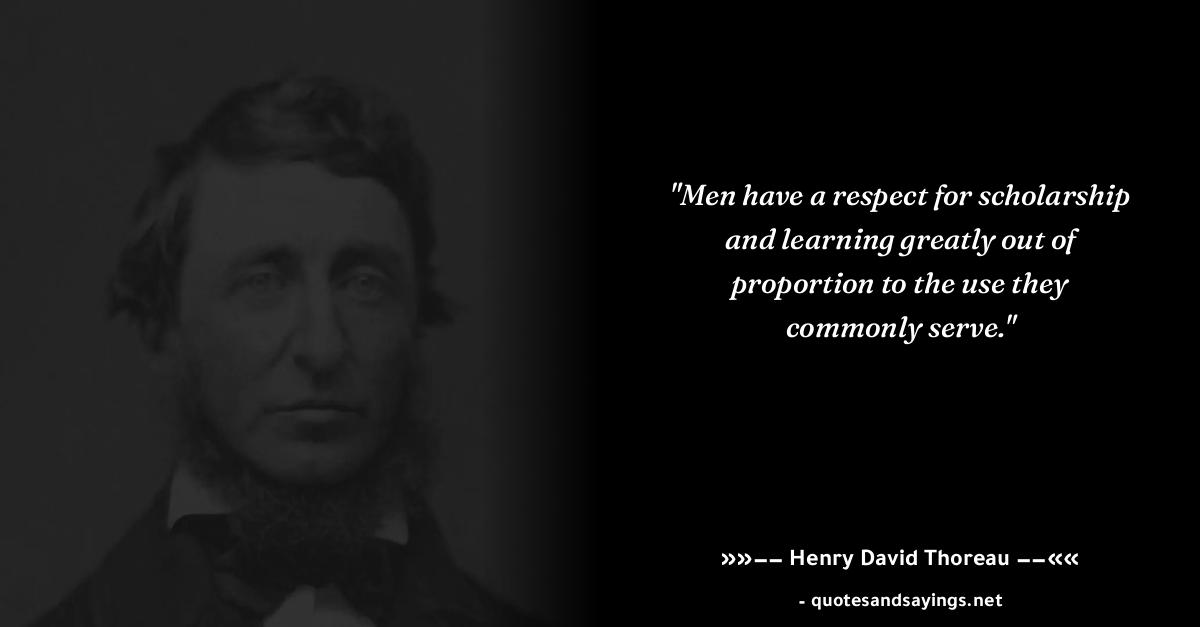 "Men have a respect for scholarship
and learning greatly out of
proportion to the use they
commonly serve."
»»−− Henry David Thoreau −−««
- quotesandsayings.net